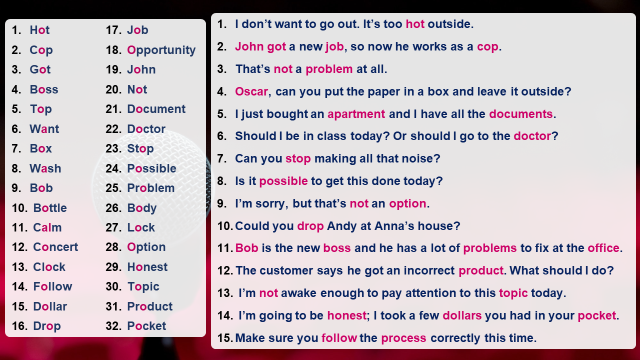 1. Hot
2. Cop
3. Got
4. Boss
5. Top
6. Want
7. Box
8. Wash
9. Bob
10. Bottle
11. Calm
12. Concert
13. Clock
14. Follow
15. Dollar
16. Drop
17. Job
18. Opportunity
19. John
20. Not
21. Document
22. Doctor
23. Stop
24. Possible
25. Problem
26. Body
27. Lock
28. Option
29. Honest
30. Topic
31. Product
32. Pocket
1. I don't want to go out. It's too hot outside.
2. John got a new job, so now he works as a cop.
3. That's not a problem at all.
4. Oscar, can you put the paper in a box and leave it outside?
5. I just bought an apartment and I have all the documents.
6. Should I be in class today? Or should I go to the doctor?
7. Can you stop making all that noise?
8. Is it possible to get this done today?
9. I'm sorry, but that's not an option.
10. Could you drop Andy at Anna's house?
11. Bob is the new boss and he has a lot of problems to fix at the office.
12. The customer says he got an incorrect product. What should I do?
13. I'm not awake enough to pay attention to this topic today.
14. I'm going to be honest; I took a few dollars you had in your pocket.
15. Make sure you follow the process correctly this time.